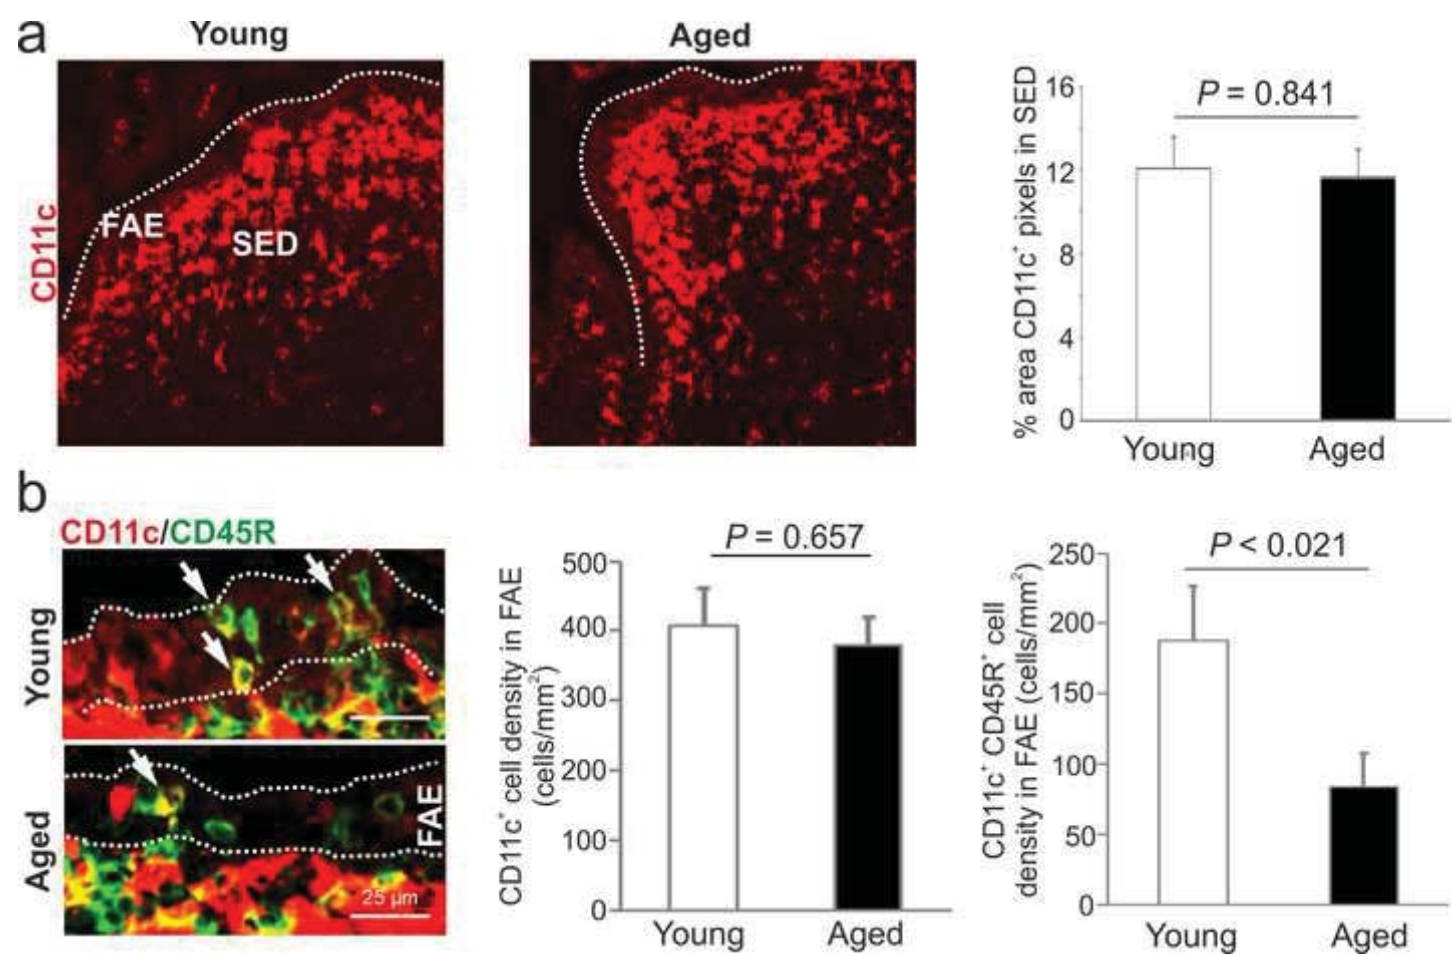 a
Young
Aged
CD11c
FAE
SED
% area CD11c⁺ pixels in SED
16
12
8
4
0
P = 0.841
Young
Aged
b
CD11c/CD45R
Young
Aged
FAE
25 µm
CD11c⁺ cell density in FAE
(cells/mm²)
500
400
300
200
100
0
P = 0.657
Young
Aged
CD11c⁺ CD45R⁺ cell
density in FAE (cells/mm²)
250
200
150
100
50
0
P < 0.021
Young
Aged